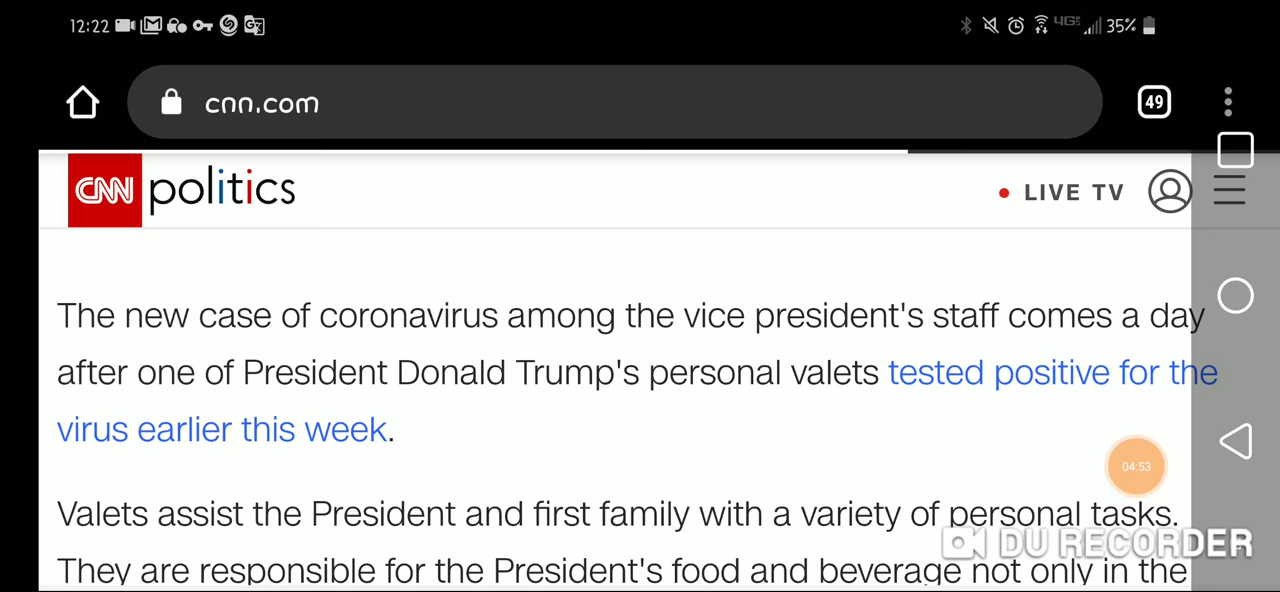 12:22 4G 35%
cnn.com 49
CNN politics LIVE TV
The new case of coronavirus among the vice president's staff comes a day
after one of President Donald Trump's personal valets tested positive for the
virus earlier this week.
04:53
Valets assist the President and first family with a variety of personal tasks.
DU RECORDER
They are responsible for the President's food and beverage not only in the